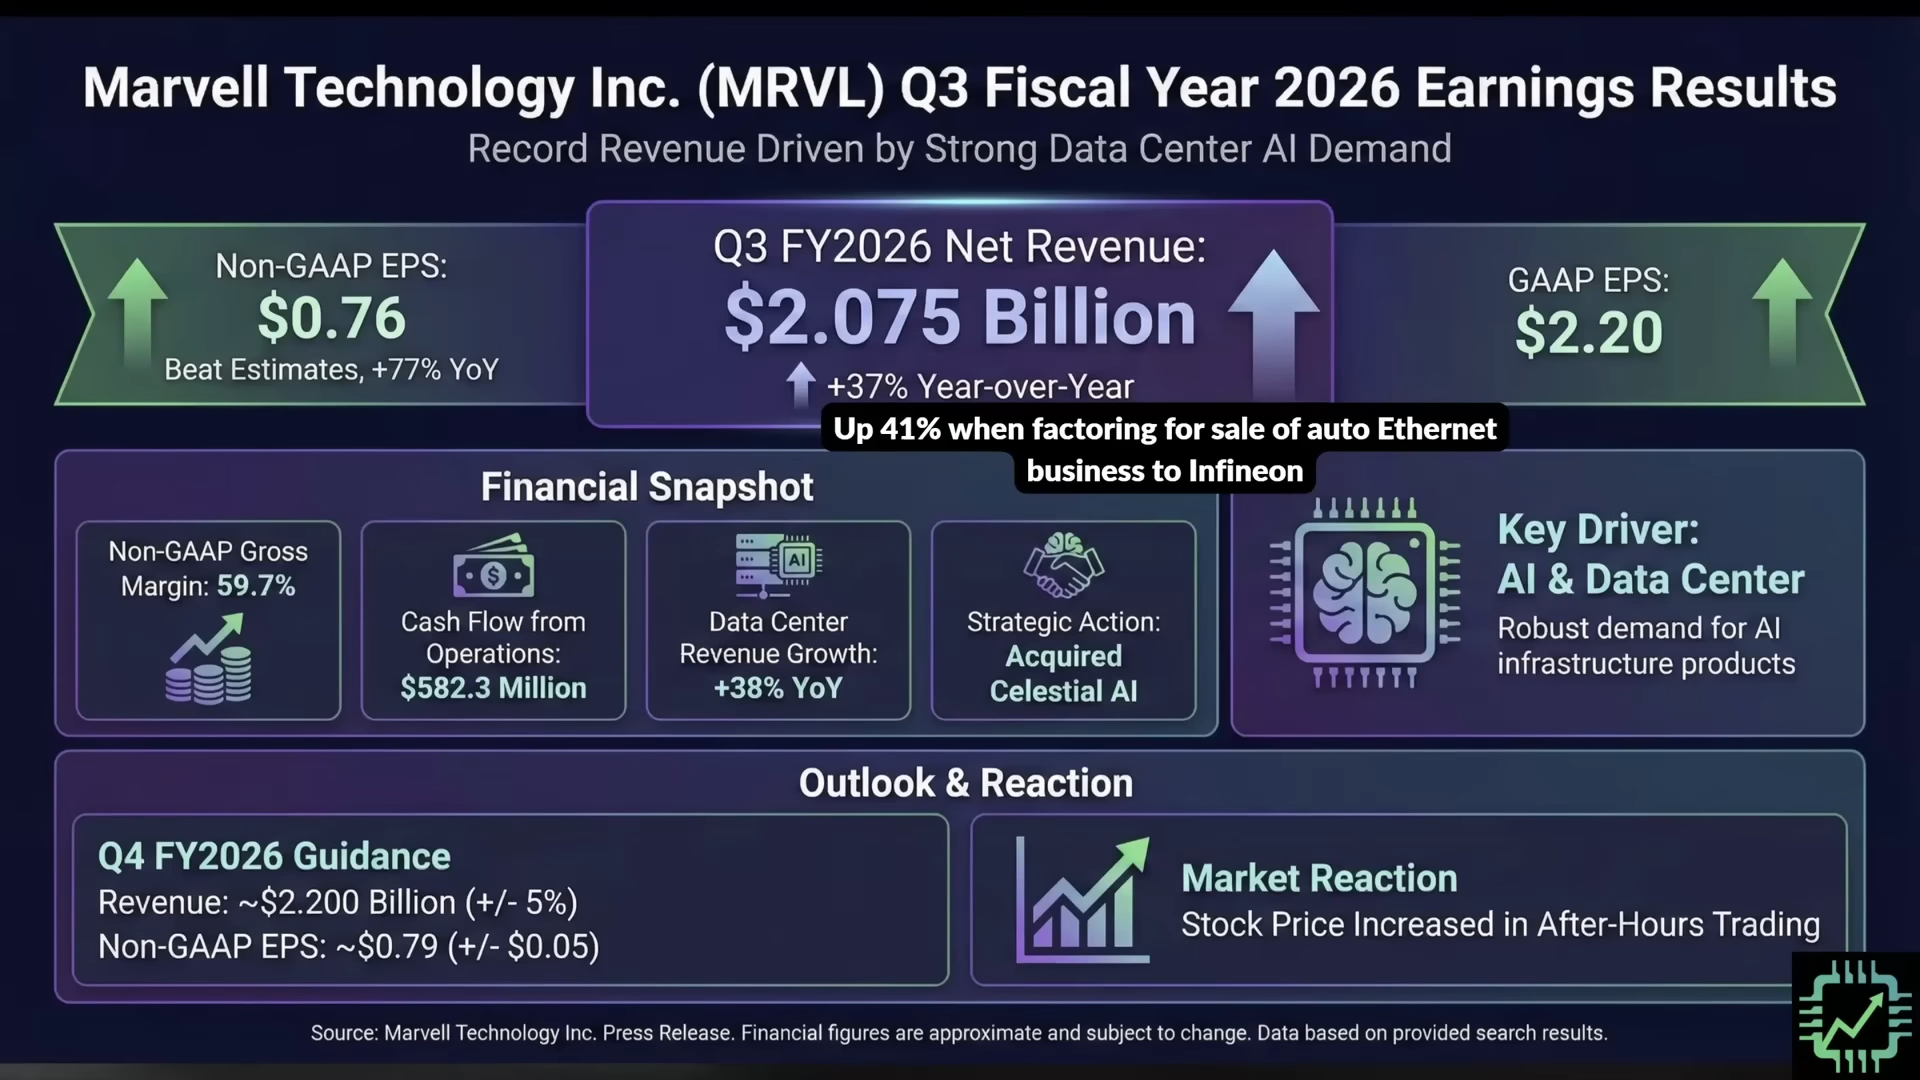 Marvell Technology Inc. (MRVL) Q3 Fiscal Year 2026 Earnings Results
Record Revenue Driven by Strong Data Center AI Demand
Non-GAAP EPS:
$0.76
Beat Estimates, +77% YoY
Q3 FY2026 Net Revenue:
$2.075 Billion
+37% Year-over-Year
Up 41% when factoring for sale of auto Ethernet
business to Infineon
GAAP EPS:
$2.20
Financial Snapshot
Non-GAAP Gross
Margin: 59.7%
Cash Flow from
Operations:
$582.3 Million
AI
Data Center
Revenue Growth:
+38% YoY
Strategic Action:
Acquired
Celestial AI
Key Driver:
AI & Data Center
Robust demand for AI
infrastructure products
Outlook & Reaction
Q4 FY2026 Guidance
Revenue: ~$2.200 Billion (+/- 5%)
Non-GAAP EPS: ~$0.79 (+/- $0.05)
Market Reaction
Stock Price Increased in After-Hours Trading
Source: Marvell Technology Inc. Press Release. Financial figures are approximate and subject to change. Data based on provided search results.